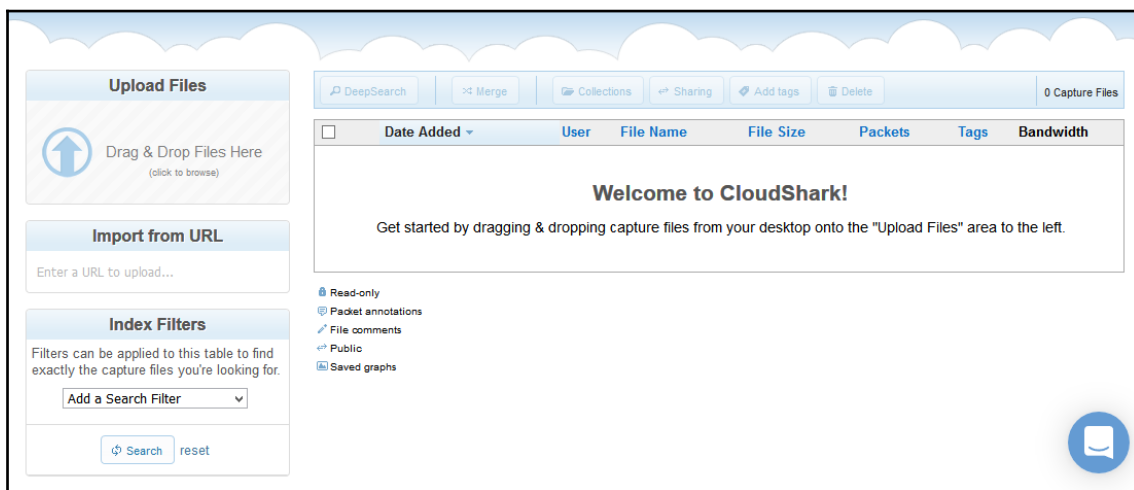 Upload Files
Drag & Drop Files Here
(click to browse)
Import from URL
Enter a URL to upload...
Index Filters
Filters can be applied to this table to find
exactly the capture files you're looking for.
Add a Search Filter
Search reset
DeepSearch Merge Collections Sharing Add tags Delete 0 Capture Files
Date Added User File Name File Size Packets Tags Bandwidth
Welcome to CloudShark!
Get started by dragging & dropping capture files from your desktop onto the "Upload Files" area to the left.
Read-only
Packet annotations
File comments
Public
Saved graphs